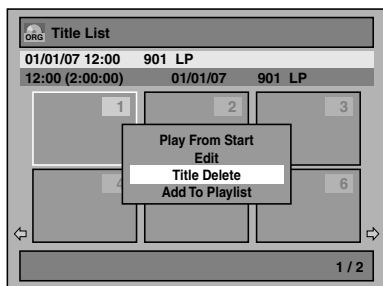 ORG Title List
01/01/07 12:00 901 LP
12:00 (2:00:00) 01/01/07 901 LP
1 2 3
Play From Start
Edit
Title Delete
Add To Playlist
4 6
1 / 2